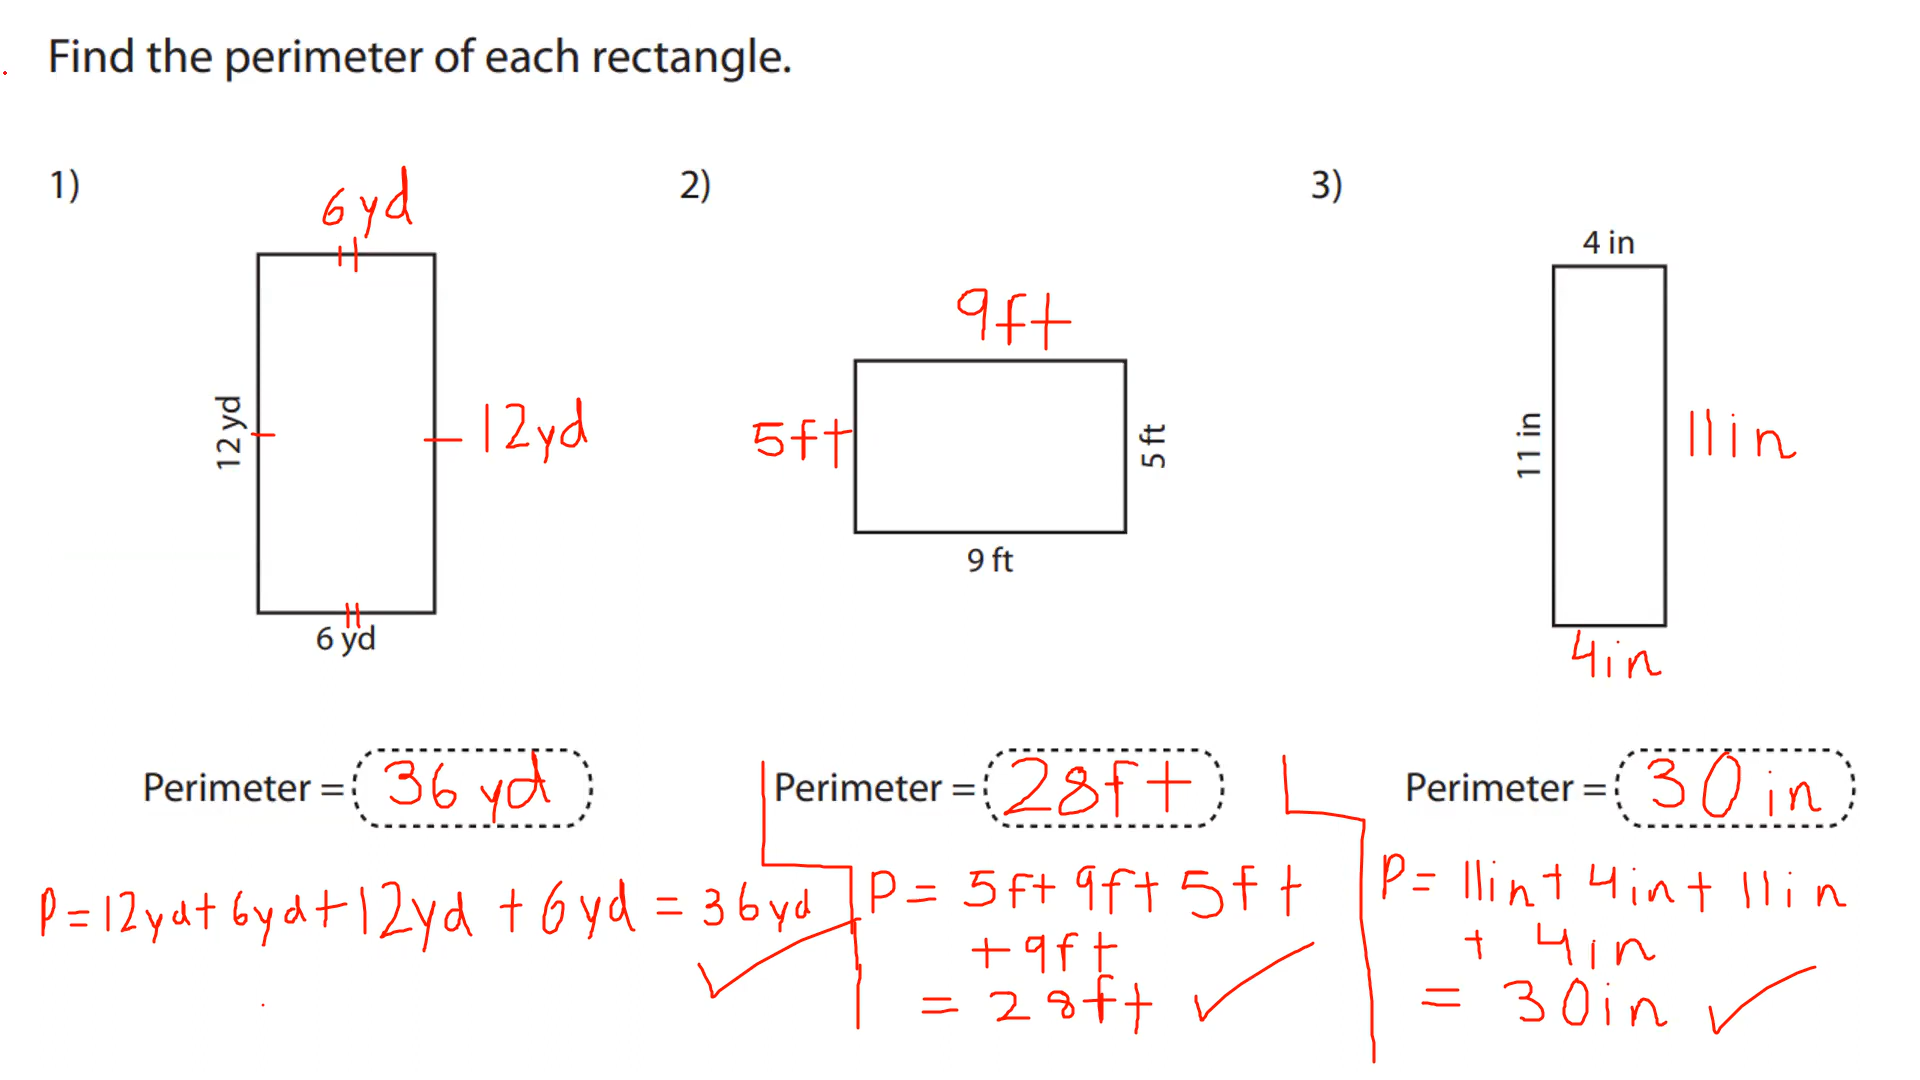 Find the perimeter of each rectangle.
1)
6 yd
12 yd
12yd
6 yd
Perimeter = 36 yd
P=12yd+6yd+12yd +6yd = 36yd
2)
9ft
5ft
5 ft
9 ft
Perimeter = 28ft
P= 5ft 9ft 5ft
+9ft
= 28ft
3)
4 in
11 in
11in
4in
Perimeter = 30 in
P= 11in+ 4in+ 11in
+ 4in
= 30in